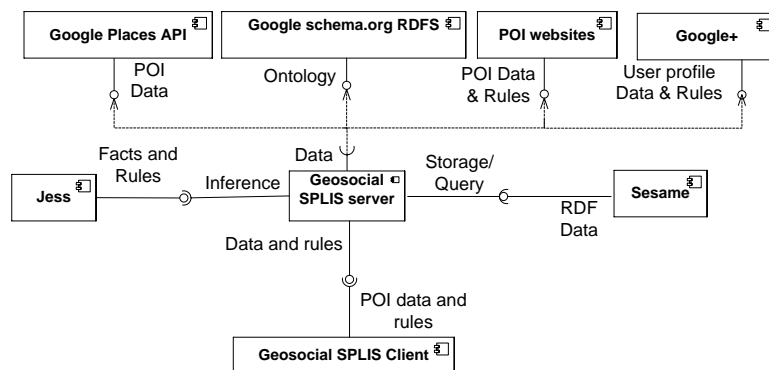 Google Places API
Google schema.org RDFS
POI websites
Google+
POI
Data
Ontology
POI Data
& Rules
User profile
Data & Rules
Data
Facts and
Rules
Inference
Geosocial
SPLIS server
Storage/
Query
Jess
Sesame
RDF
Data
Data and rules
POI data and
rules
Geosocial SPLIS Client